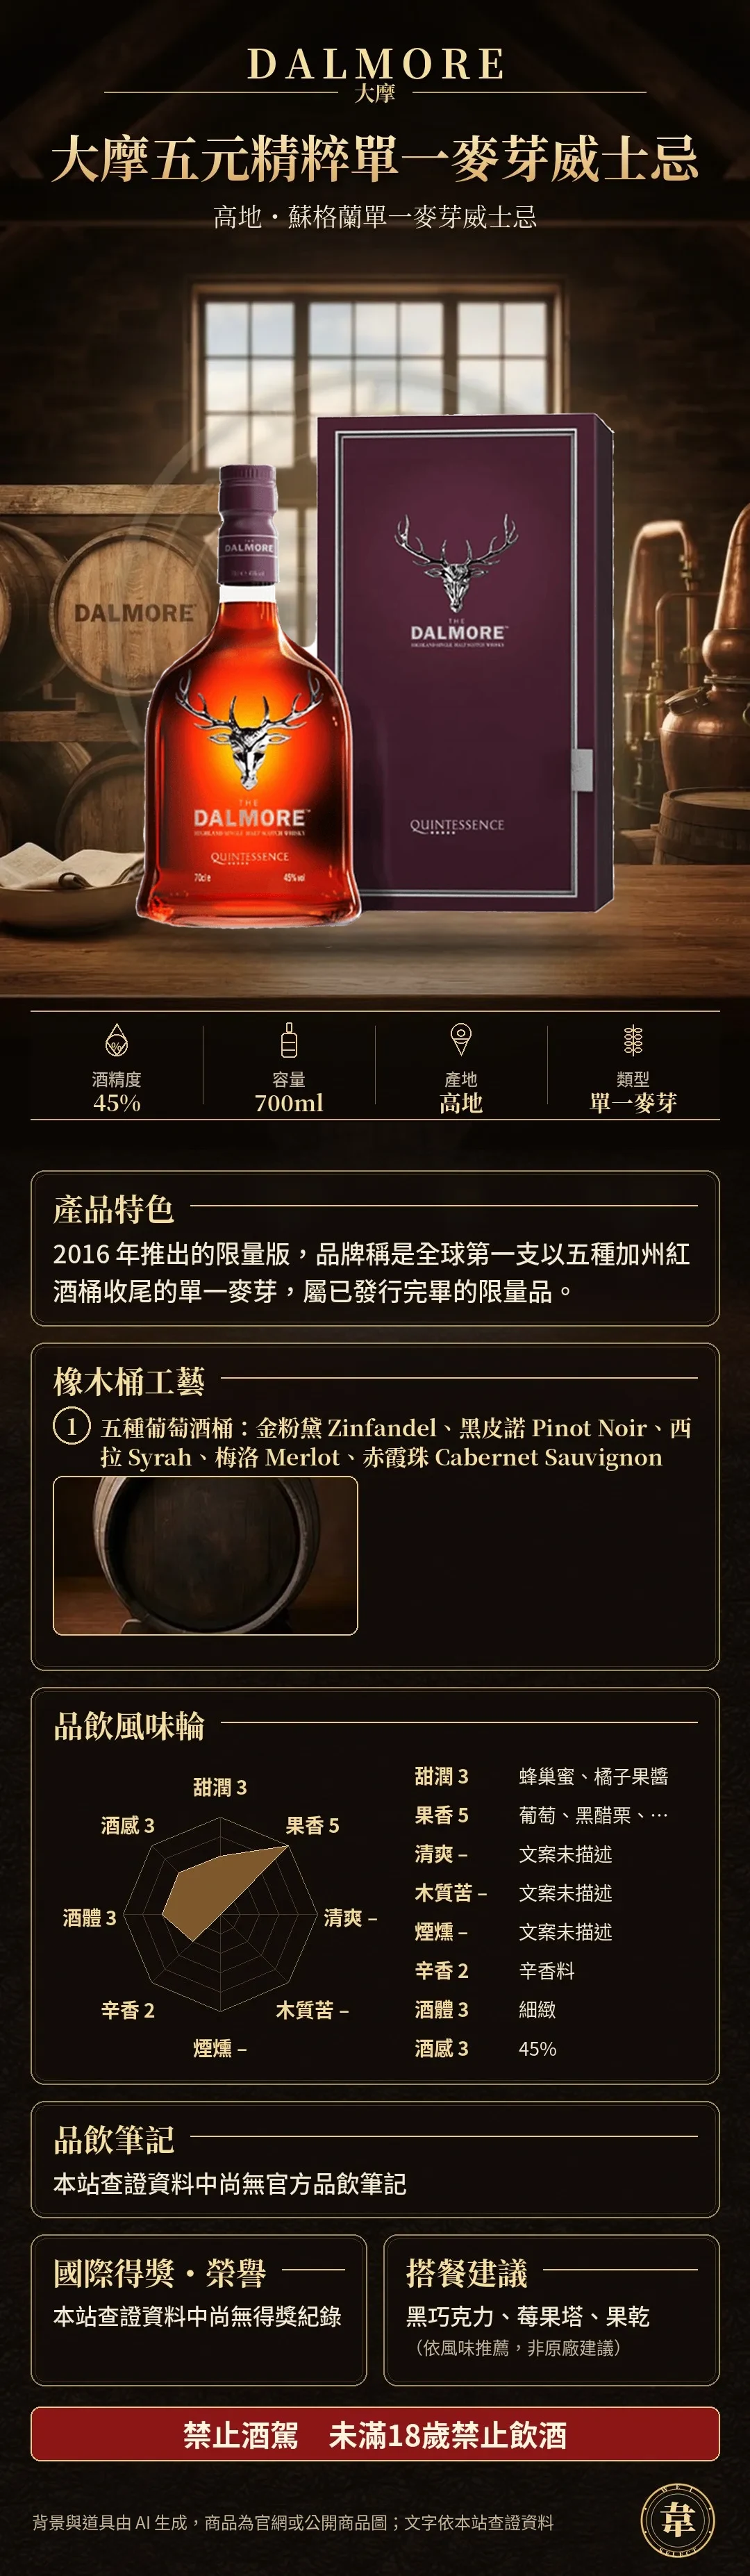 DALMORE
大摩
大摩五元精粹單一麥芽威士忌
高地・蘇格蘭單一麥芽威士忌
DALMORE
DALMORE
THE
DALMORE
HIGHLAND SINGLE MALT SCOTCH WHISKY
QUINTESSENCE
THE
DALMORE
HIGHLAND SINGLE MALT SCOTCH WHISKY
QUINTESSENCE
70cl e 45% vol
酒精度
45%
容量
700ml
產地
高地
類型
單一麥芽
產品特色
2016 年推出的限量版，品牌稱是全球第一支以五種加州紅
酒桶收尾的單一麥芽，屬已發行完畢的限量品。
橡木桶工藝
1 五種葡萄酒桶：金粉黛 Zinfandel、黑皮諾 Pinot Noir、西
拉 Syrah、梅洛 Merlot、赤霞珠 Cabernet Sauvignon
品飲風味輪
甜潤 3
果香 5
清爽 –
木質苦 –
煙燻 –
辛香 2
酒體 3
酒感 3
甜潤 3 蜂巢蜜、橘子果醬
果香 5 葡萄、黑醋栗、…
清爽 – 文案未描述
木質苦 – 文案未描述
煙燻 – 文案未描述
辛香 2 辛香料
酒體 3 細緻
酒感 3 45%
品飲筆記
本站查證資料中尚無官方品飲筆記
國際得獎・榮譽
本站查證資料中尚無得獎紀錄
搭餐建議
黑巧克力、莓果塔、果乾
（依風味推薦，非原廠建議）
禁止酒駕 未滿18歲禁止飲酒
背景與道具由 AI 生成，商品為官網或公開商品圖；文字依本站查證資料
韋
SELECT